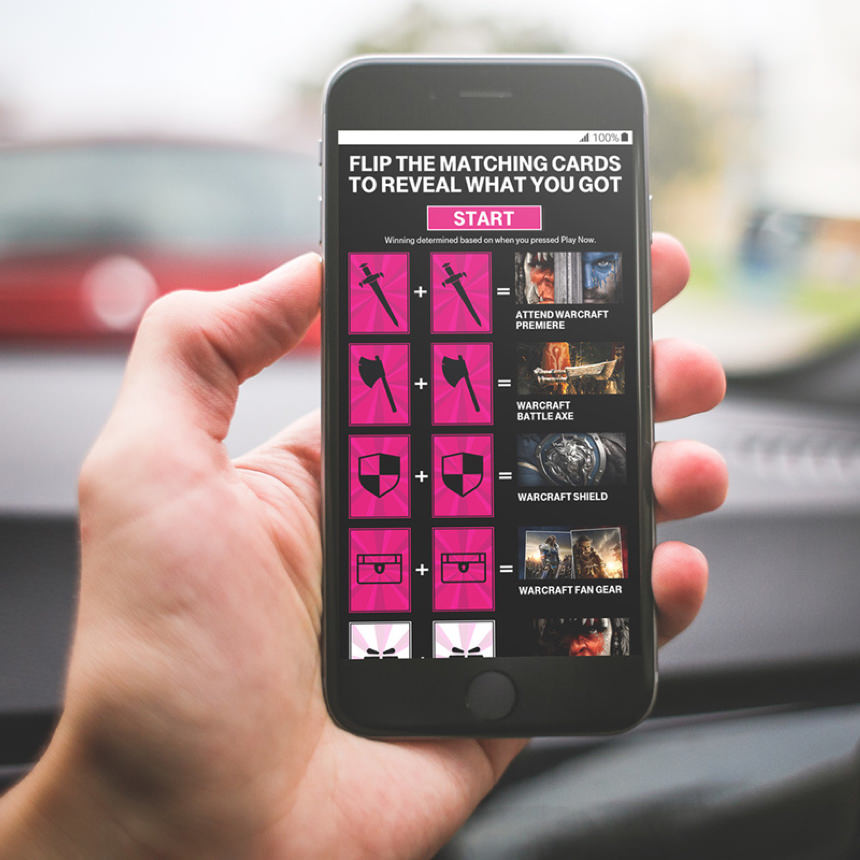 100%
FLIP THE MATCHING CARDS
TO REVEAL WHAT YOU GOT
START
Winning determined based on when you pressed Play Now.
+ =
ATTEND WARCRAFT
PREMIERE
+ =
WARCRAFT
BATTLE AXE
+ =
WARCRAFT SHIELD
+ =
WARCRAFT FAN GEAR